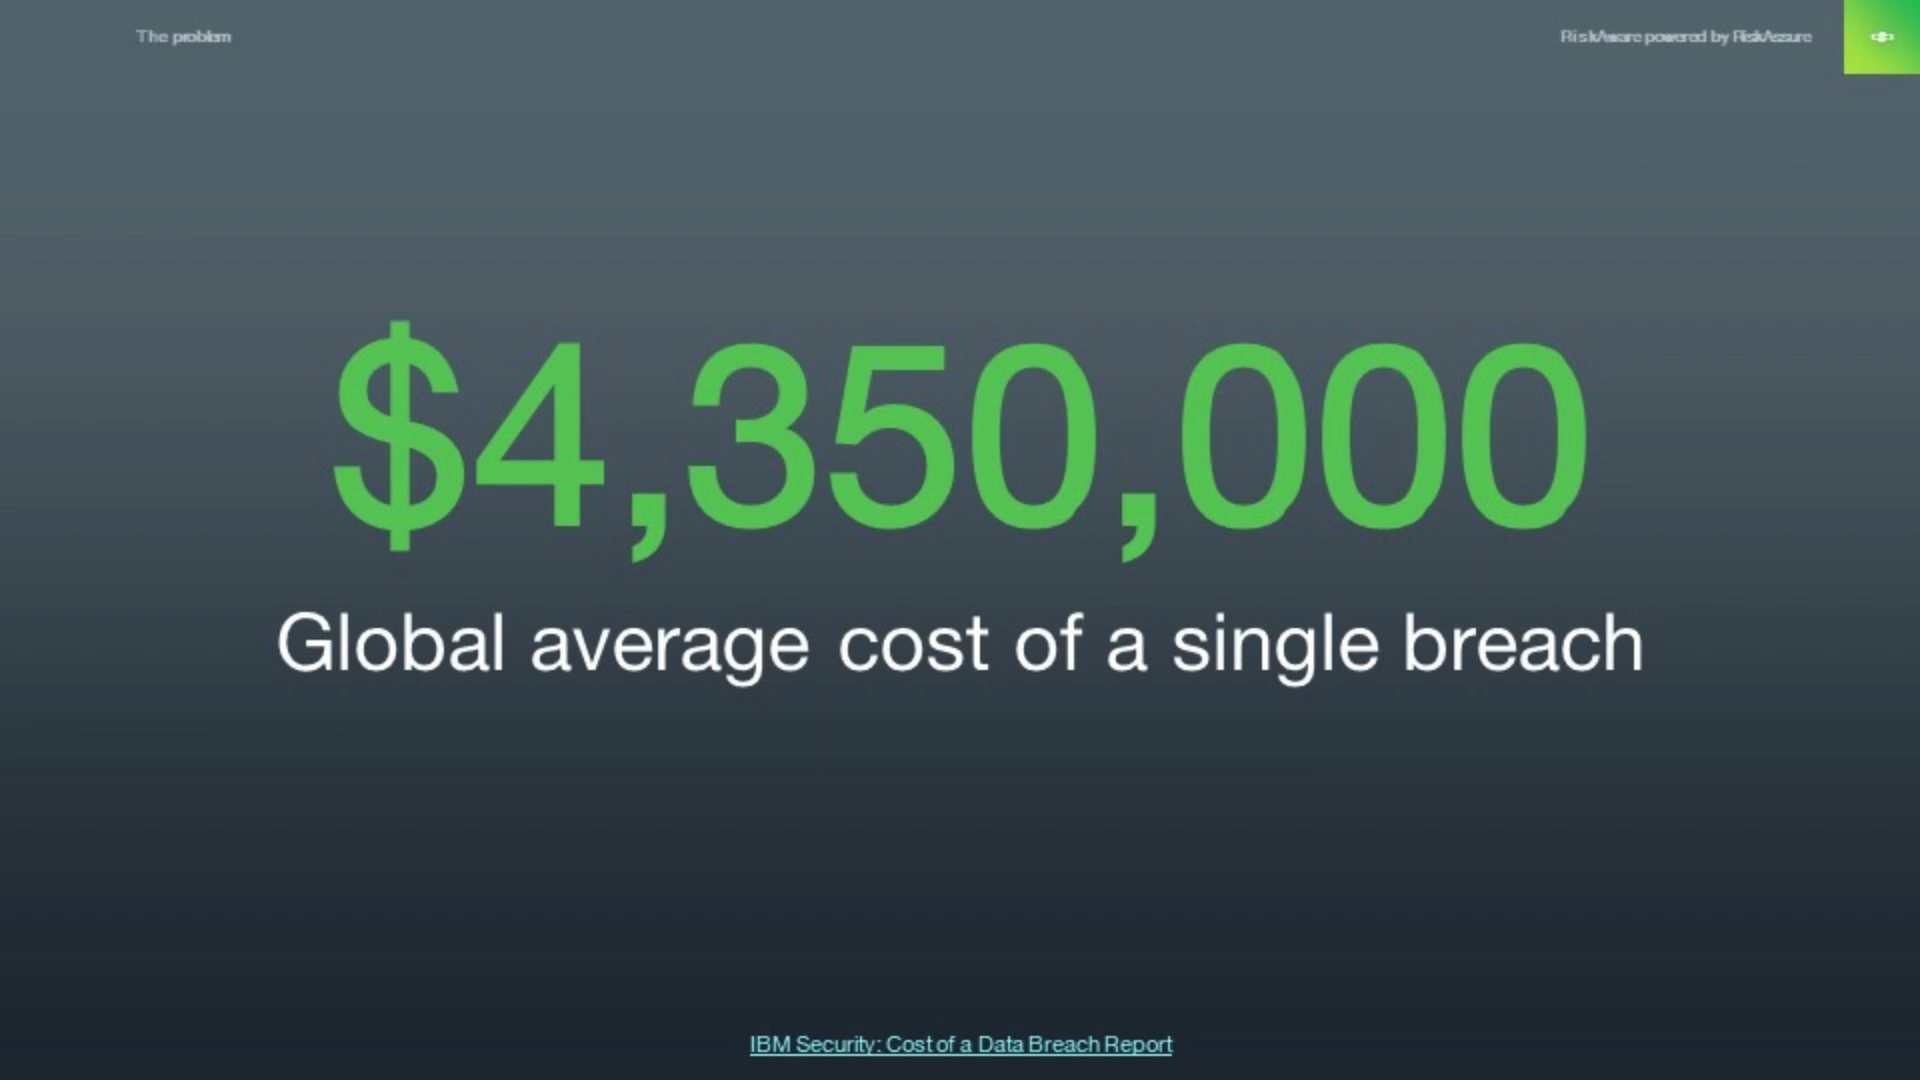 The problem
RiskAware powered by RiskAssure
$4,350,000
Global average cost of a single breach
IBM Security: Cost of a Data Breach Report